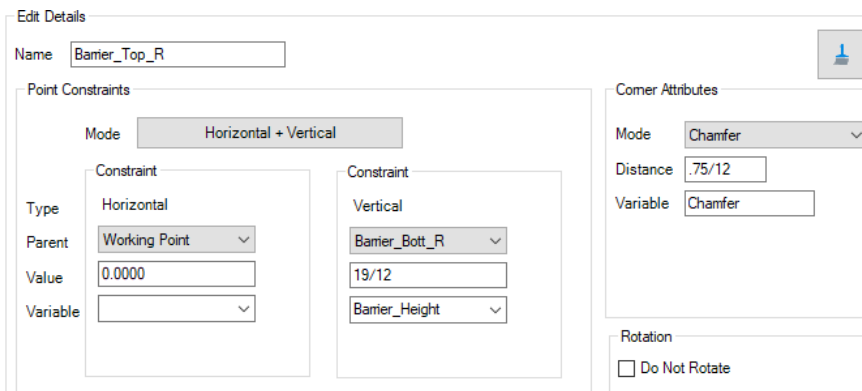 Edit Details
Name Barrier_Top_R
Point Constraints
Mode Horizontal + Vertical
Constraint Constraint
Type Horizontal Vertical
Parent Working Point Barrier_Bott_R
Value 0.0000 19/12
Variable Barrier_Height
Corner Attributes
Mode Chamfer
Distance .75/12
Variable Chamfer
Rotation
Do Not Rotate